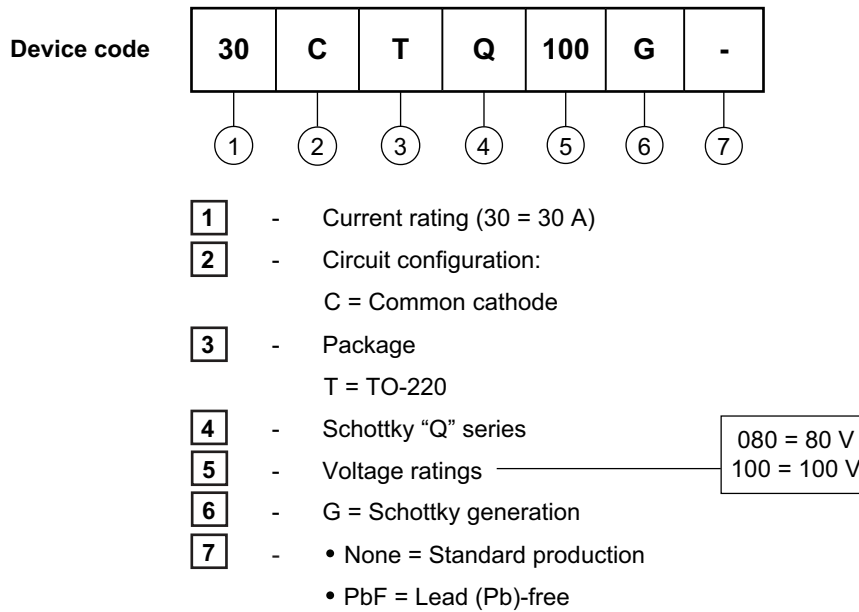 Device code 30 C T Q 100 G -
1 2 3 4 5 6 7
1 - Current rating (30 = 30 A)
2 - Circuit configuration:
C = Common cathode
3 - Package
T = TO-220
4 - Schottky “Q” series
5 - Voltage ratings
080 = 80 V
100 = 100 V
6 - G = Schottky generation
7 - • None = Standard production
• PbF = Lead (Pb)-free